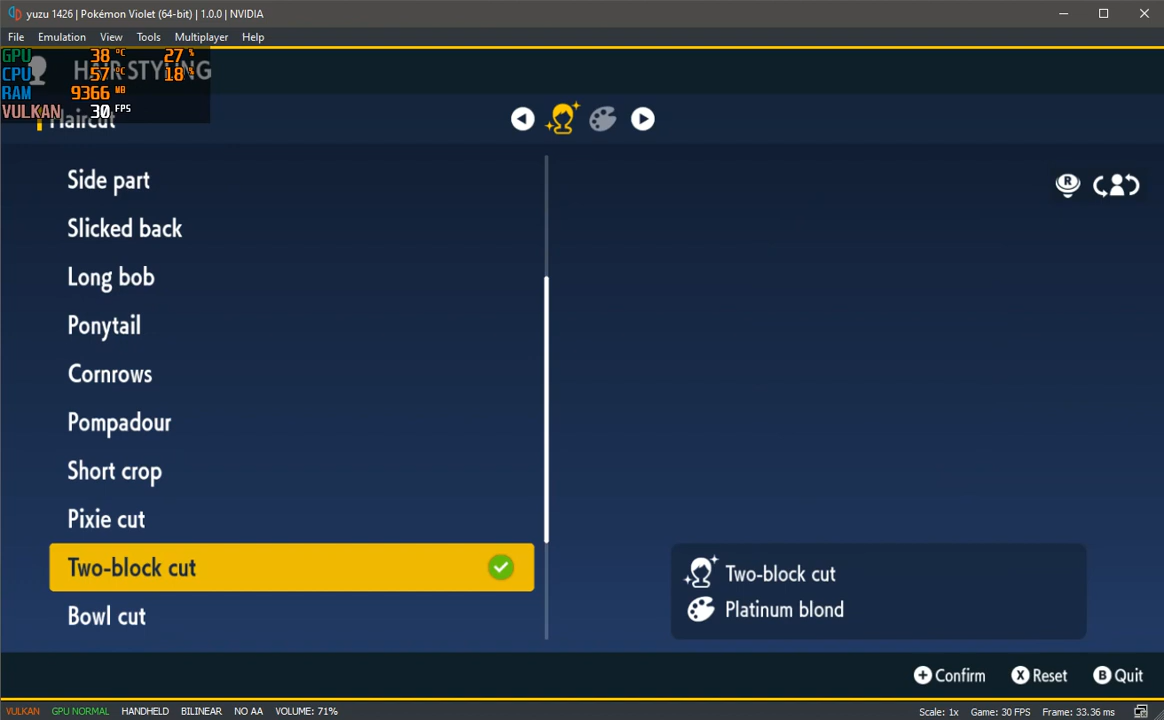 yuzu 1426 | Pokémon Violet (64-bit) | 1.0.0 | NVIDIA
File Emulation View Tools Multiplayer Help
GPU 38 °C 27 %
CPU 57 °C 18 %
RAM 9366 MB
VULKAN 30 FPS
HAIR STYLING
Haircut
Side part
Slicked back
Long bob
Ponytail
Cornrows
Pompadour
Short crop
Pixie cut
Two-block cut
Bowl cut
R
Two-block cut
Platinum blond
+ Confirm X Reset B Quit
VULKAN GPU NORMAL HANDHELD BILINEAR NO AA VOLUME: 71% Scale: 1x Game: 30 FPS Frame: 33.36 ms